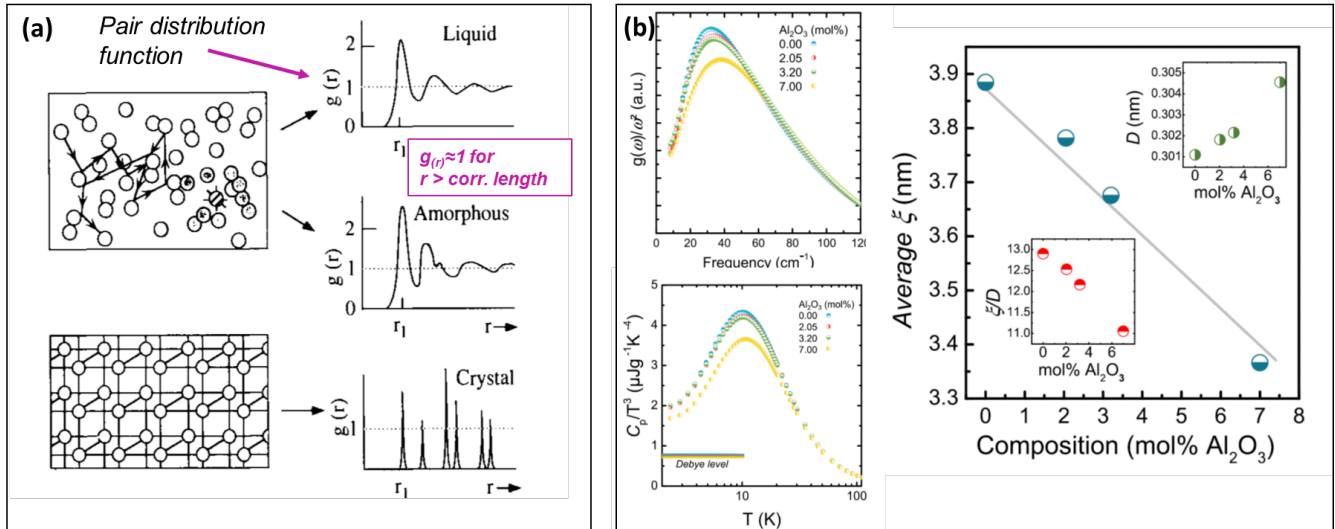 (a)
Pair distribution
function
Liquid
2
g (r)
1
0
r₁
g(r)≈1 for
r > corr. length
Amorphous
2
g (r)
1
0
r₁
r
Crystal
g (r)
1
r₁
r
(b)
g(ω)/ω² (a.u.)
Al₂O₃ (mol%)
0.00
2.05
3.20
7.00
0 20 40 60 80 100 120
Frequency (cm⁻¹)
Cₚ/T³ (µJg⁻¹K⁻⁴)
5
4
3
2
1
0
Al₂O₃ (mol%)
0.00
2.05
3.20
7.00
Debye level
10 100
T (K)
Average ξ (nm)
3.9
3.8
3.7
3.6
3.5
3.4
3.3
0 1 2 3 4 5 6 7 8
Composition (mol% Al₂O₃)
D (nm)
0.305
0.304
0.303
0.302
0.301
0 2 4 6
mol% Al₂O₃
ξ/D
13.0
12.5
12.0
11.5
11.0
0 2 4 6
mol% Al₂O₃